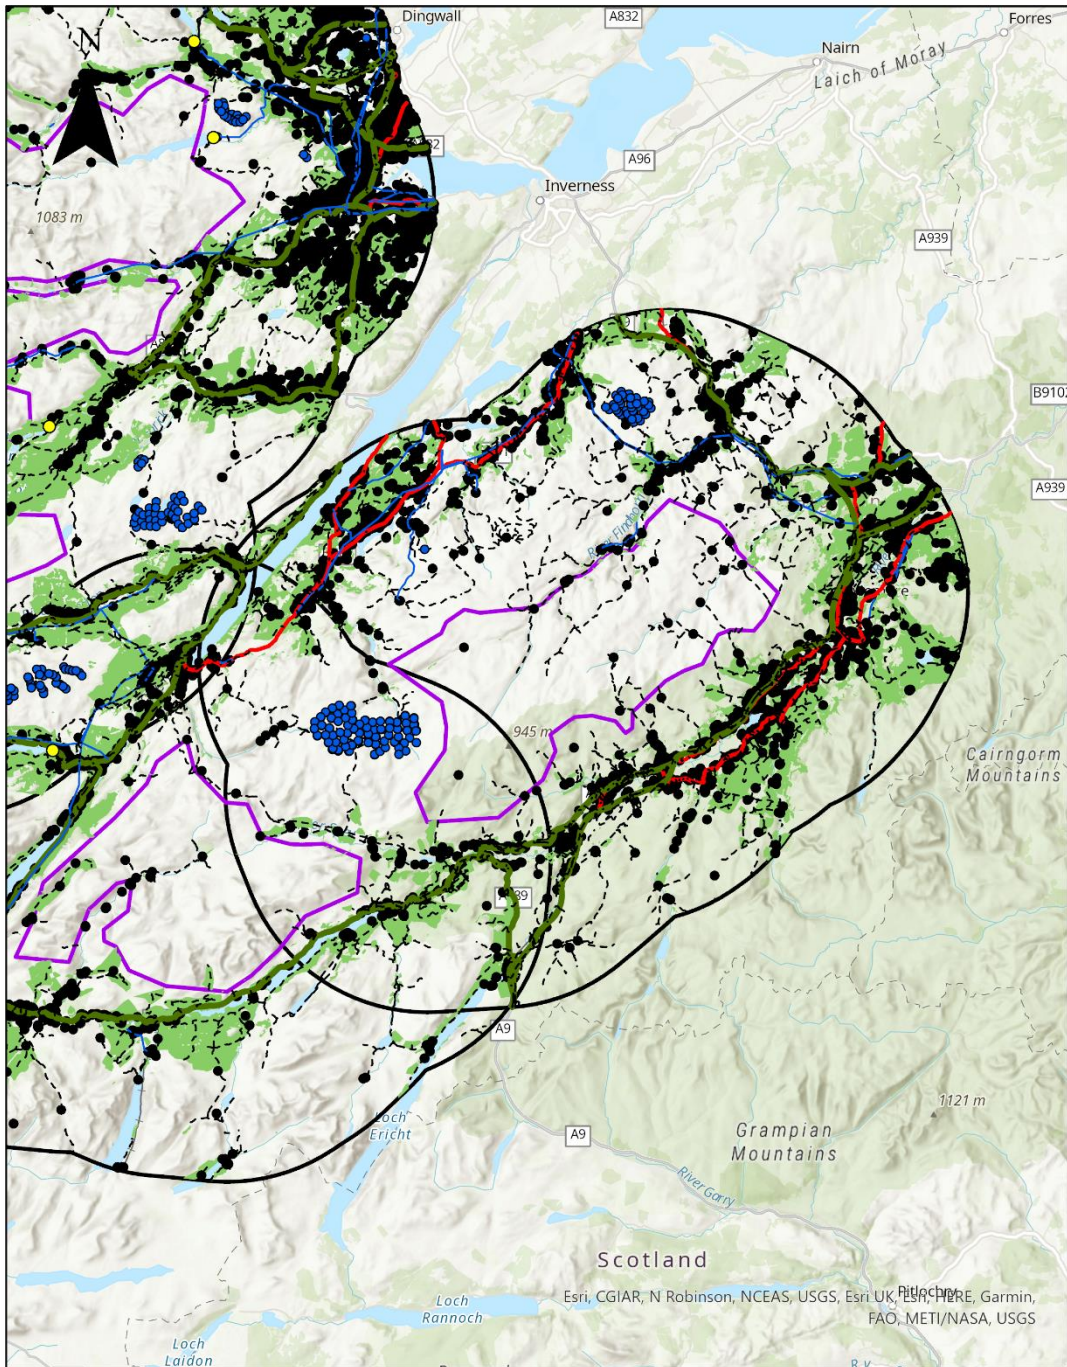 Dingwall
A832
Forres
N
Nairn
Laich of Moray
A96
Inverness
1083 m
A939
B9102
A939
945 m
Cairngorm
Mountains
A9
Loch
Ericht
A9
1121 m
Grampian
Mountains
River Garry
Scotland
Pitlochry
Esri, CGIAR, N Robinson, NCEAS, USGS, Esri UK, Esri, HERE, Garmin,
FAO, METI/NASA, USGS
Loch
Rannoch
Loch
Laidon